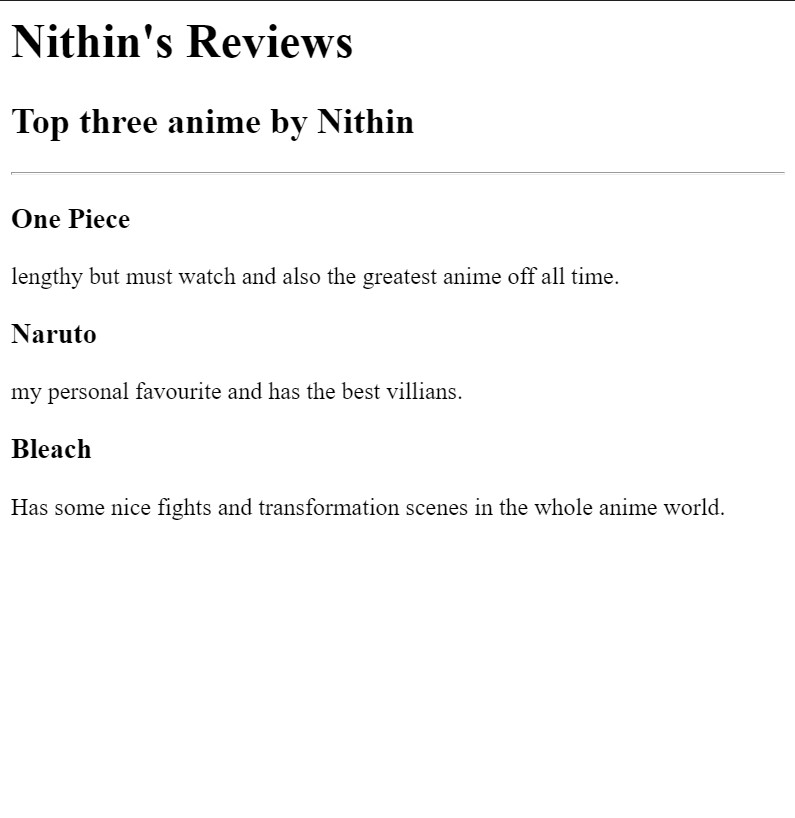 Nithin's Reviews
Top three anime by Nithin
One Piece
lengthy but must watch and also the greatest anime off all time.
Naruto
my personal favourite and has the best villians.
Bleach
Has some nice fights and transformation scenes in the whole anime world.